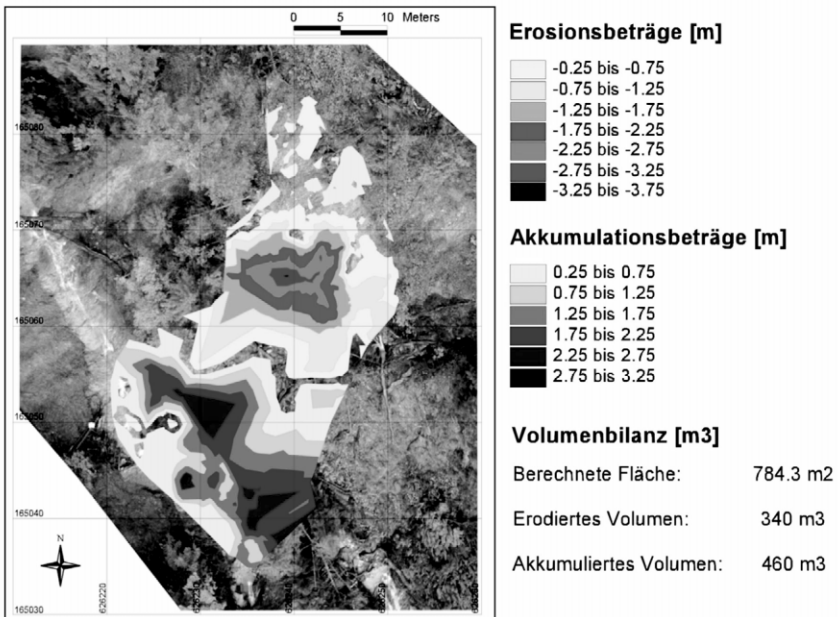 0 5 10 Meters
165080
165070
165060
165050
165040
165030
626220
N
Erosionsbeträge [m]
-0.25 bis -0.75
-0.75 bis -1.25
-1.25 bis -1.75
-1.75 bis -2.25
-2.25 bis -2.75
-2.75 bis -3.25
-3.25 bis -3.75
Akkumulationsbeträge [m]
0.25 bis 0.75
0.75 bis 1.25
1.25 bis 1.75
1.75 bis 2.25
2.25 bis 2.75
2.75 bis 3.25
Volumenbilanz [m3]
Berechnete Fläche: 784.3 m2
Erodiertes Volumen: 340 m3
Akkumuliertes Volumen: 460 m3